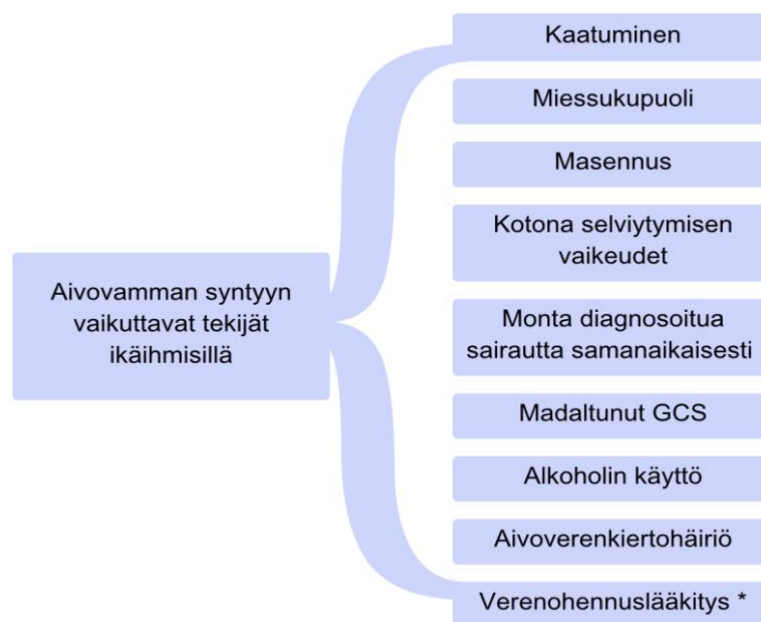 Kaatuminen
Miessukupuoli
Masennus
Kotona selviytymisen
vaikeudet
Aivovamman syntyyn
vaikuttavat tekijät
ikäihmisillä
Monta diagnosoitua
sairautta samanaikaisesti
Madaltunut GCS
Alkoholin käyttö
Aivoverenkiertohäiriö
Verenohennuslääkitys *